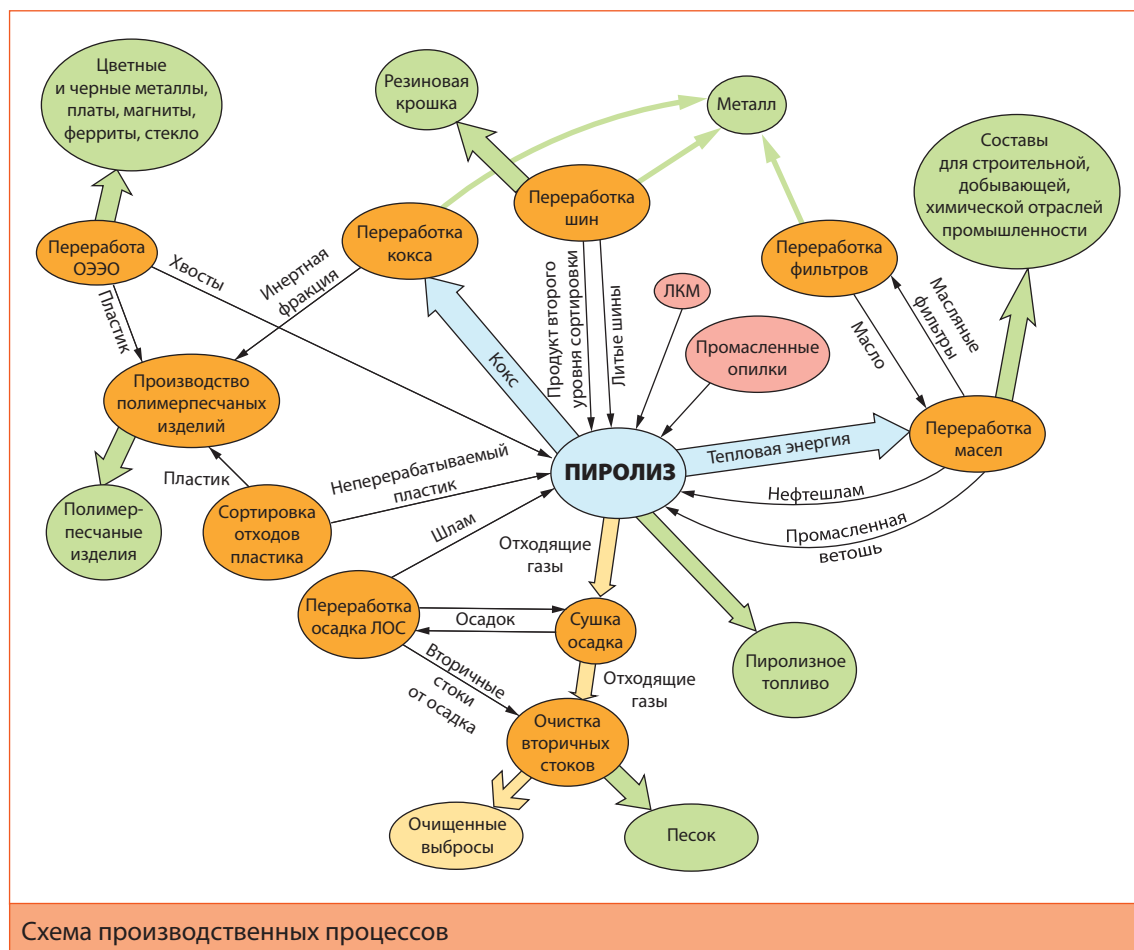 Цветные
и черные металлы,
платы, магниты,
ферриты, стекло
Резиновая
крошка
Металл
Составы
для строительной,
добывающей,
химической отраслей
промышленности
Переработа
ОЭЭО
Переработка
кокса
Переработка
шин
Переработка
фильтров
Хвосты
Пластик
Инертная
фракция
Кокс
Продукт второго
уровня сортировки
Литые шины
ЛКМ
Промасленные
опилки
Масло
Масляные
фильтры
Производство
полимерпесчаных
изделий
ПИРОЛИЗ
Тепловая энергия
Переработка
масел
Пластик
Неперерабатываемый
пластик
Нефтешлам
Промасленная
ветошь
Полимер-
песчаные
изделия
Сортировка
отходов
пластика
Шлам
Отходящие
газы
Переработка
осадка ЛОС
Осадок
Сушка
осадка
Вторичные
стоки
от осадка
Отходящие
газы
Пиролизное
топливо
Очистка
вторичных
стоков
Очищенные
выбросы
Песок
Схема производственных процессов